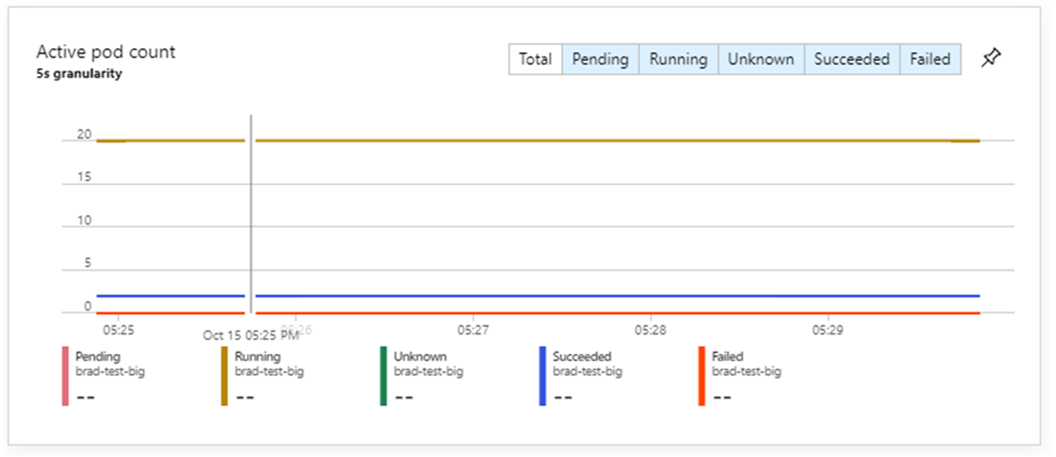 Active pod count
5s granularity
Total Pending Running Unknown Succeeded Failed
20
15
10
5
0
05:25 05:26 05:27 05:28 05:29
Oct 15 05:25 PM
Pending Running Unknown Succeeded Failed
brad-test-big brad-test-big brad-test-big brad-test-big brad-test-big
-- -- -- -- --